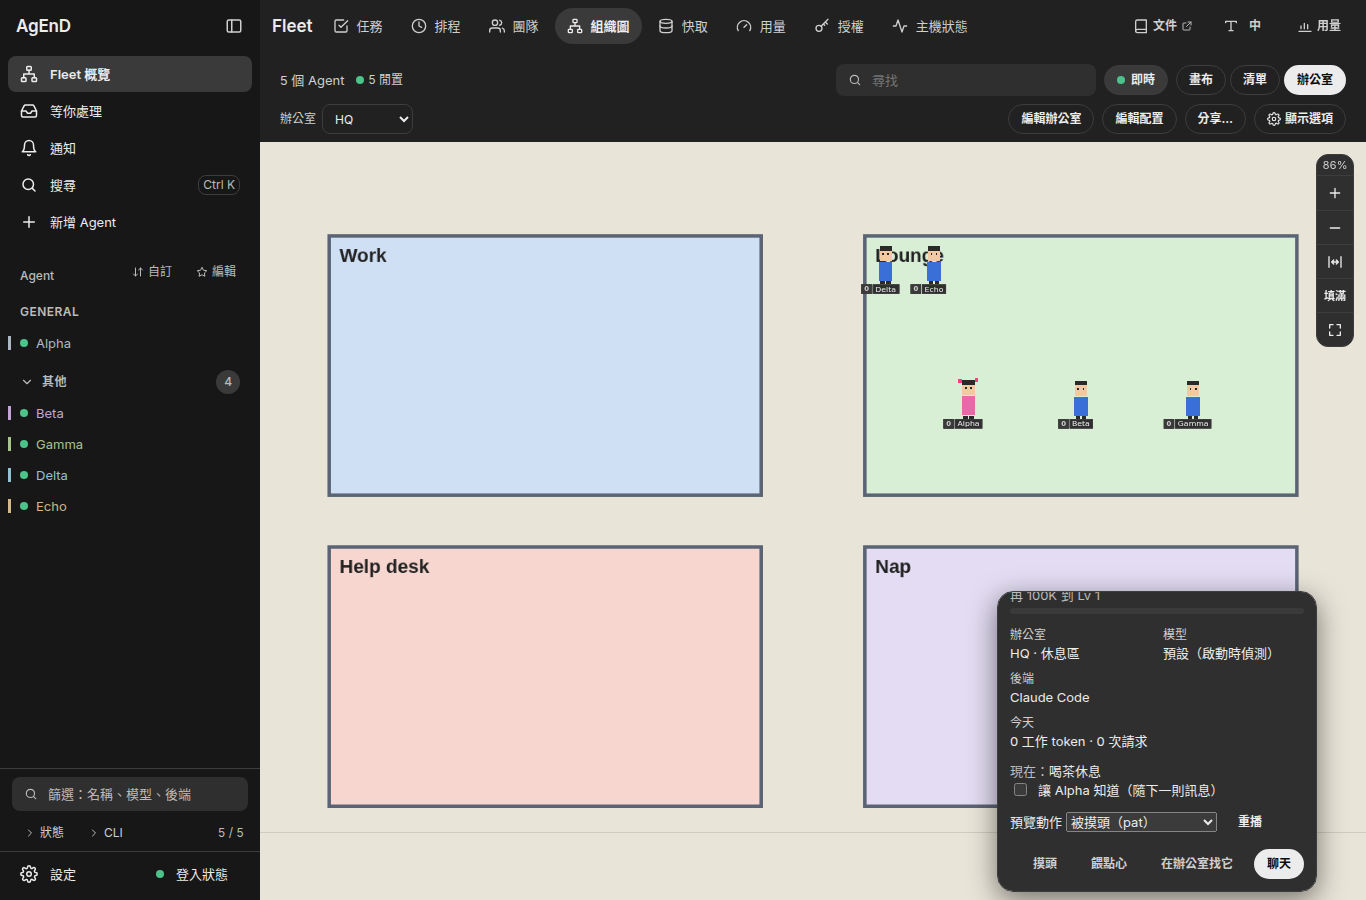 AgEnD
Fleet 概覽
等你處理
通知
搜尋 Ctrl K
新增 Agent
Agent 自訂 編輯
GENERAL
Alpha
其他 4
Beta
Gamma
Delta
Echo
篩選：名稱、模型、後端
狀態 CLI 5 / 5
設定 登入狀態
Fleet 任務 排程 團隊 組織圖 快取 用量 授權 主機狀態 文件 中 用量
5 個 Agent 5 閒置 尋找 即時 畫布 清單 辦公室
辦公室 HQ 編輯辦公室 編輯配置 分享… 顯示選項
86%
填滿
Work
Lounge
0 Delta 0 Echo
0 Alpha 0 Beta 0 Gamma
Help desk
Nap
再 100K 到 Lv 1
辦公室 模型
HQ · 休息區 預設（啟動時偵測）
後端
Claude Code
今天
0 工作 token · 0 次請求
現在：喝茶休息
讓 Alpha 知道（隨下一則訊息）
預覽動作 被摸頭（pat） 重播
摸頭 餵點心 在辦公室找它 聊天